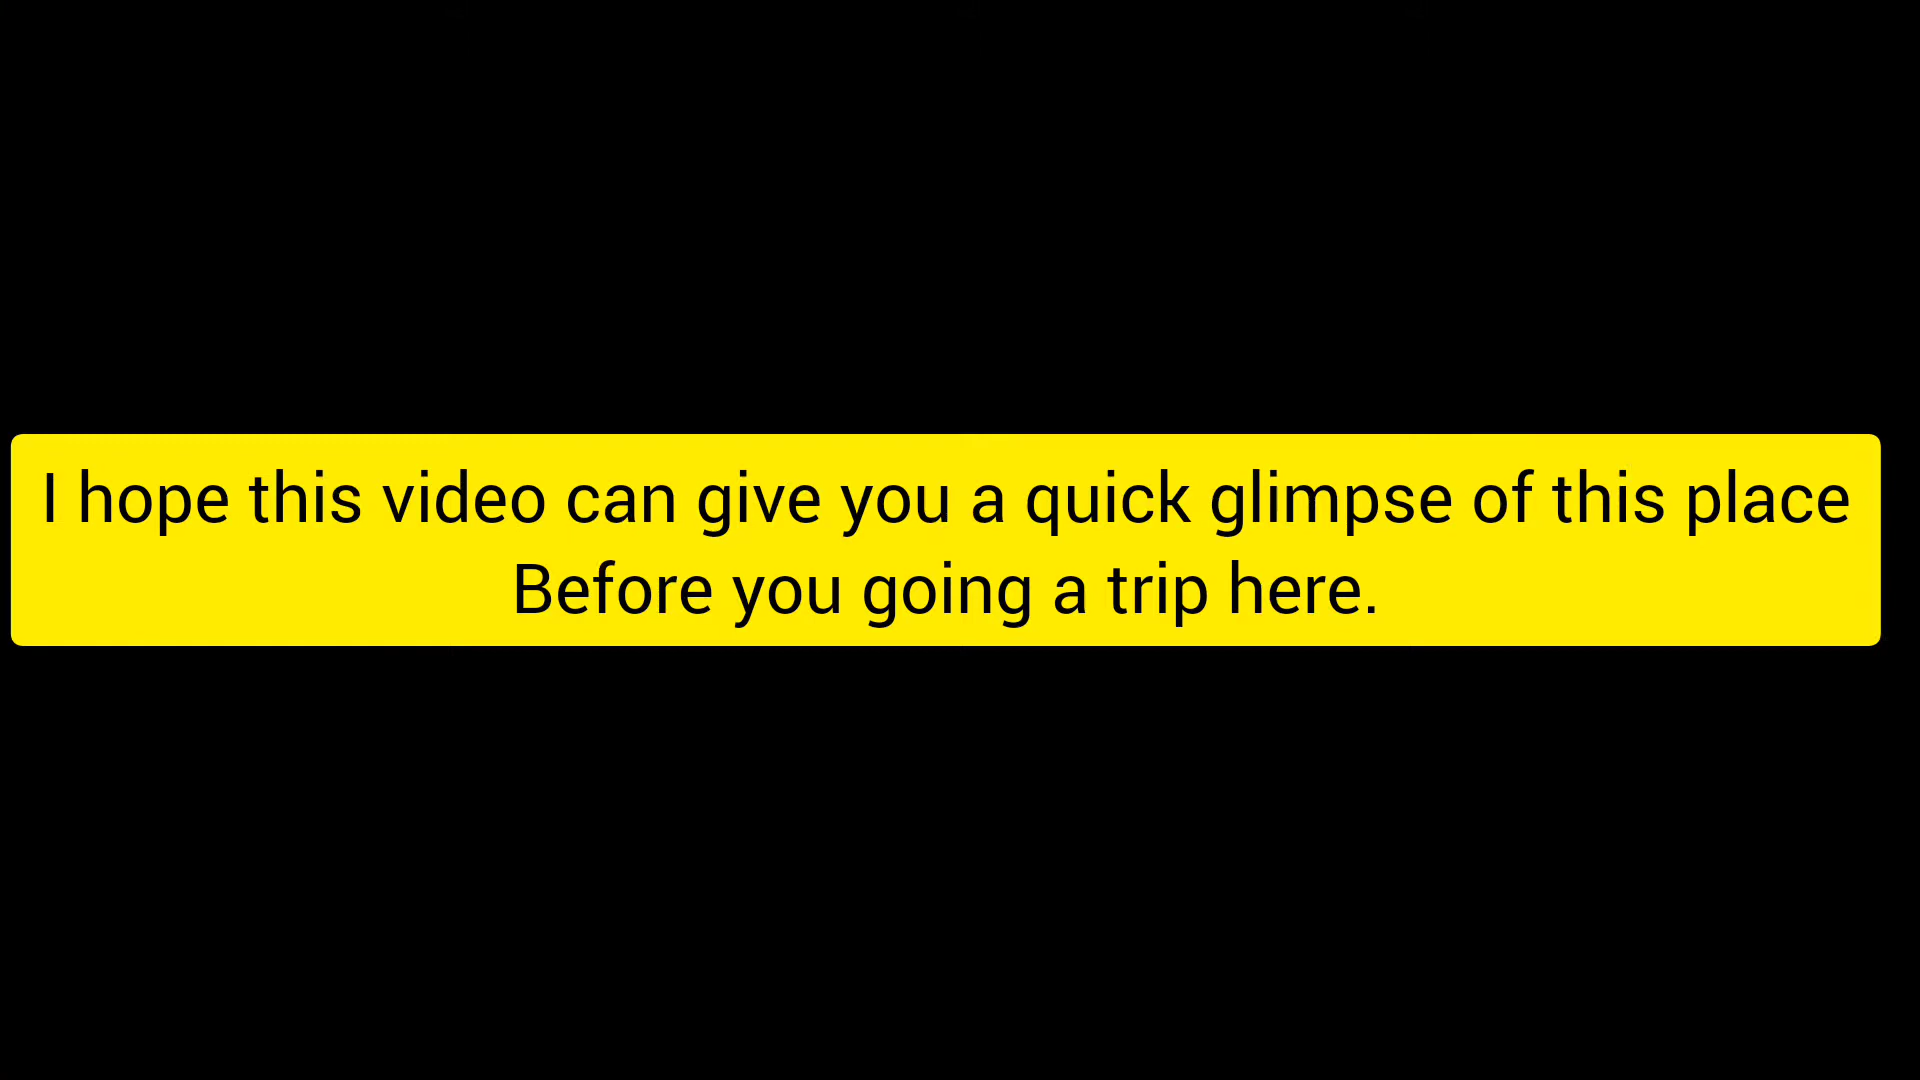 I hope this video can give you a quick glimpse of this place
Before you going a trip here.